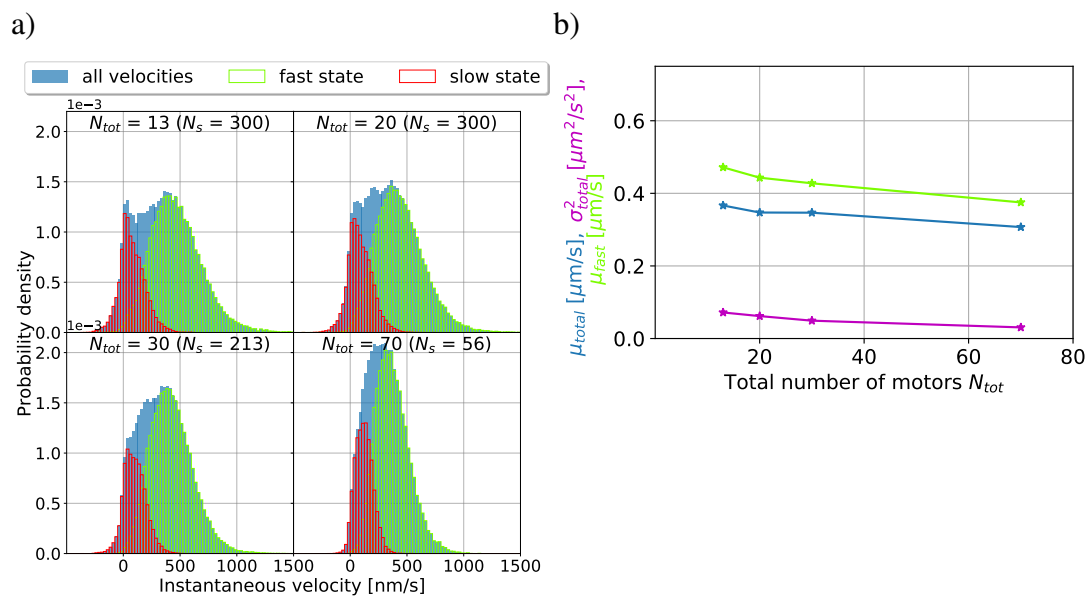 a)
b)
all velocities fast state slow state
1e−3
N_tot = 13 (N_s = 300)
N_tot = 20 (N_s = 300)
2.0
1.5
1.0
0.5
0.0
1e−3
N_tot = 30 (N_s = 213)
N_tot = 70 (N_s = 56)
2.0
1.5
1.0
0.5
0.0
0 500 1000 1500
0 500 1000 1500
Probability density
Instantaneous velocity [nm/s]
μ_total [μm/s], σ²_total [μm²/s²],
μ_fast [μm/s]
0.6
0.4
0.2
0.0
20 40 60 80
Total number of motors N_tot